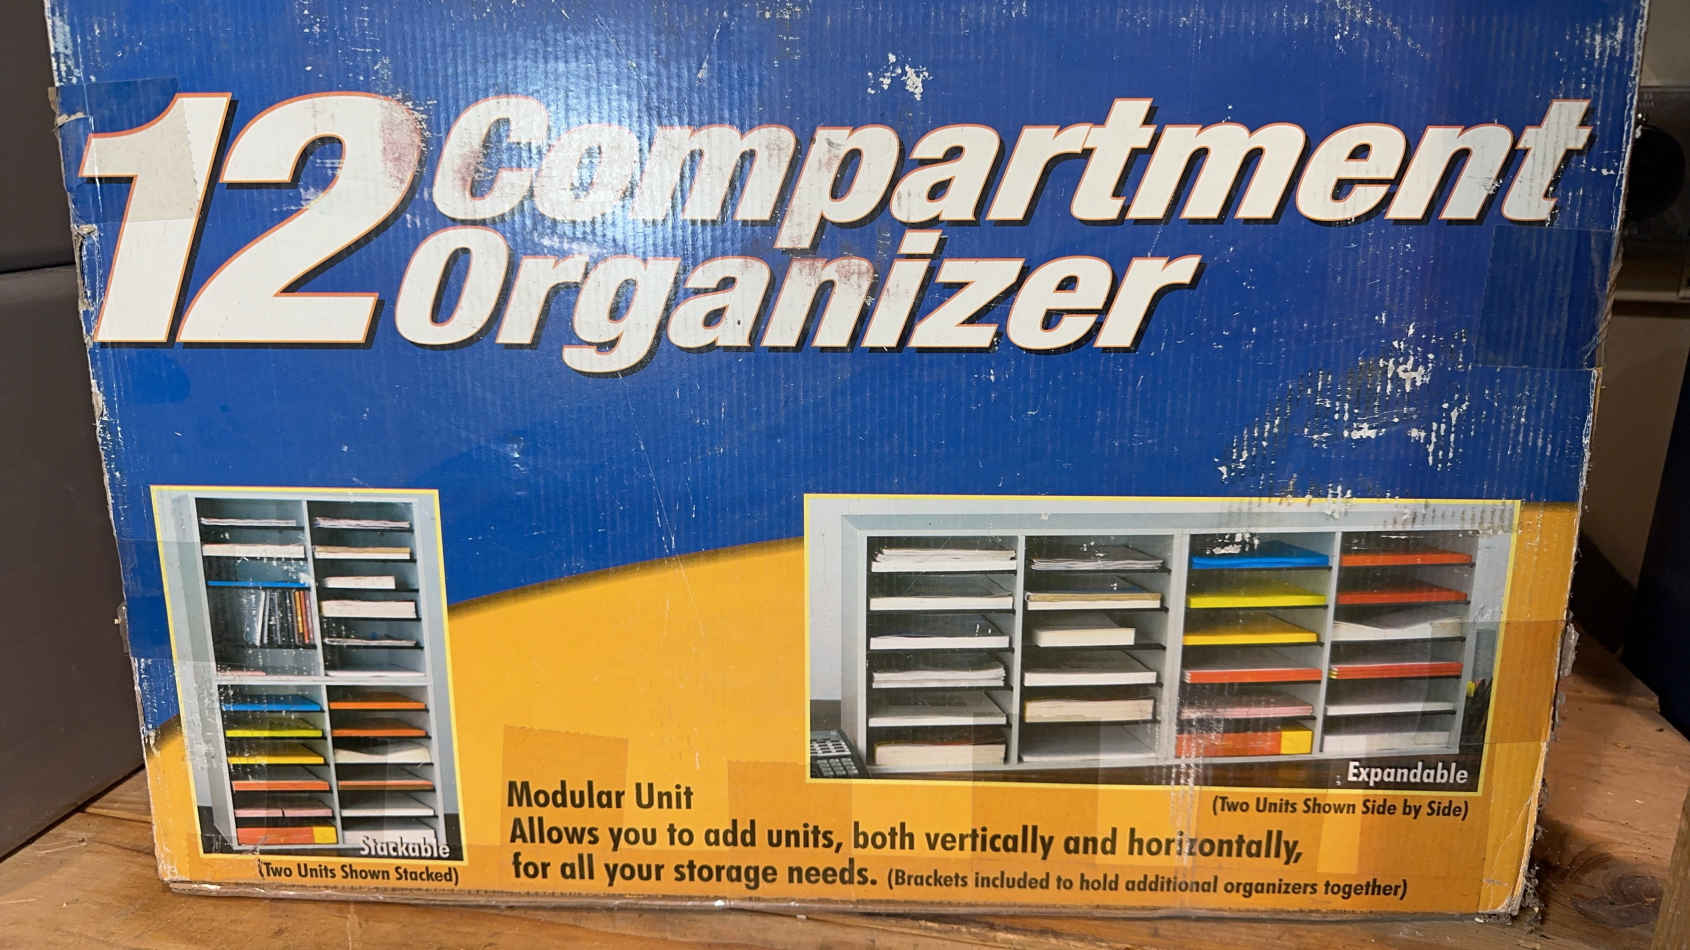 12 Compartment
Organizer
Stackable
(Two Units Shown Stacked)
Expandable
(Two Units Shown Side by Side)
Modular Unit
Allows you to add units, both vertically and horizontally,
for all your storage needs. (Brackets included to hold additional organizers together)